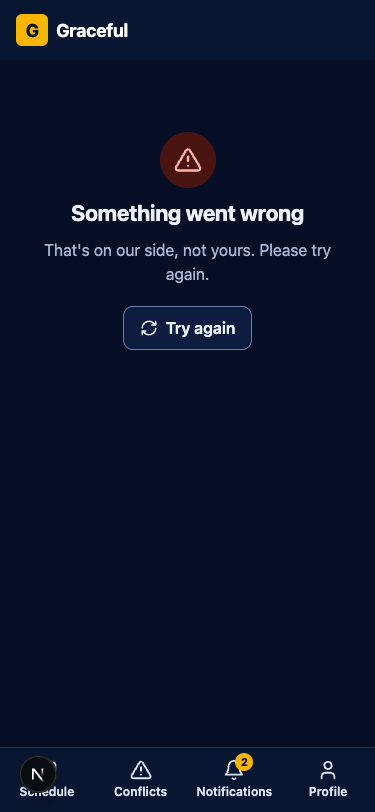 G Graceful
Something went wrong
That's on our side, not yours. Please try
again.
Try again
2
N
Schedule Conflicts Notifications Profile